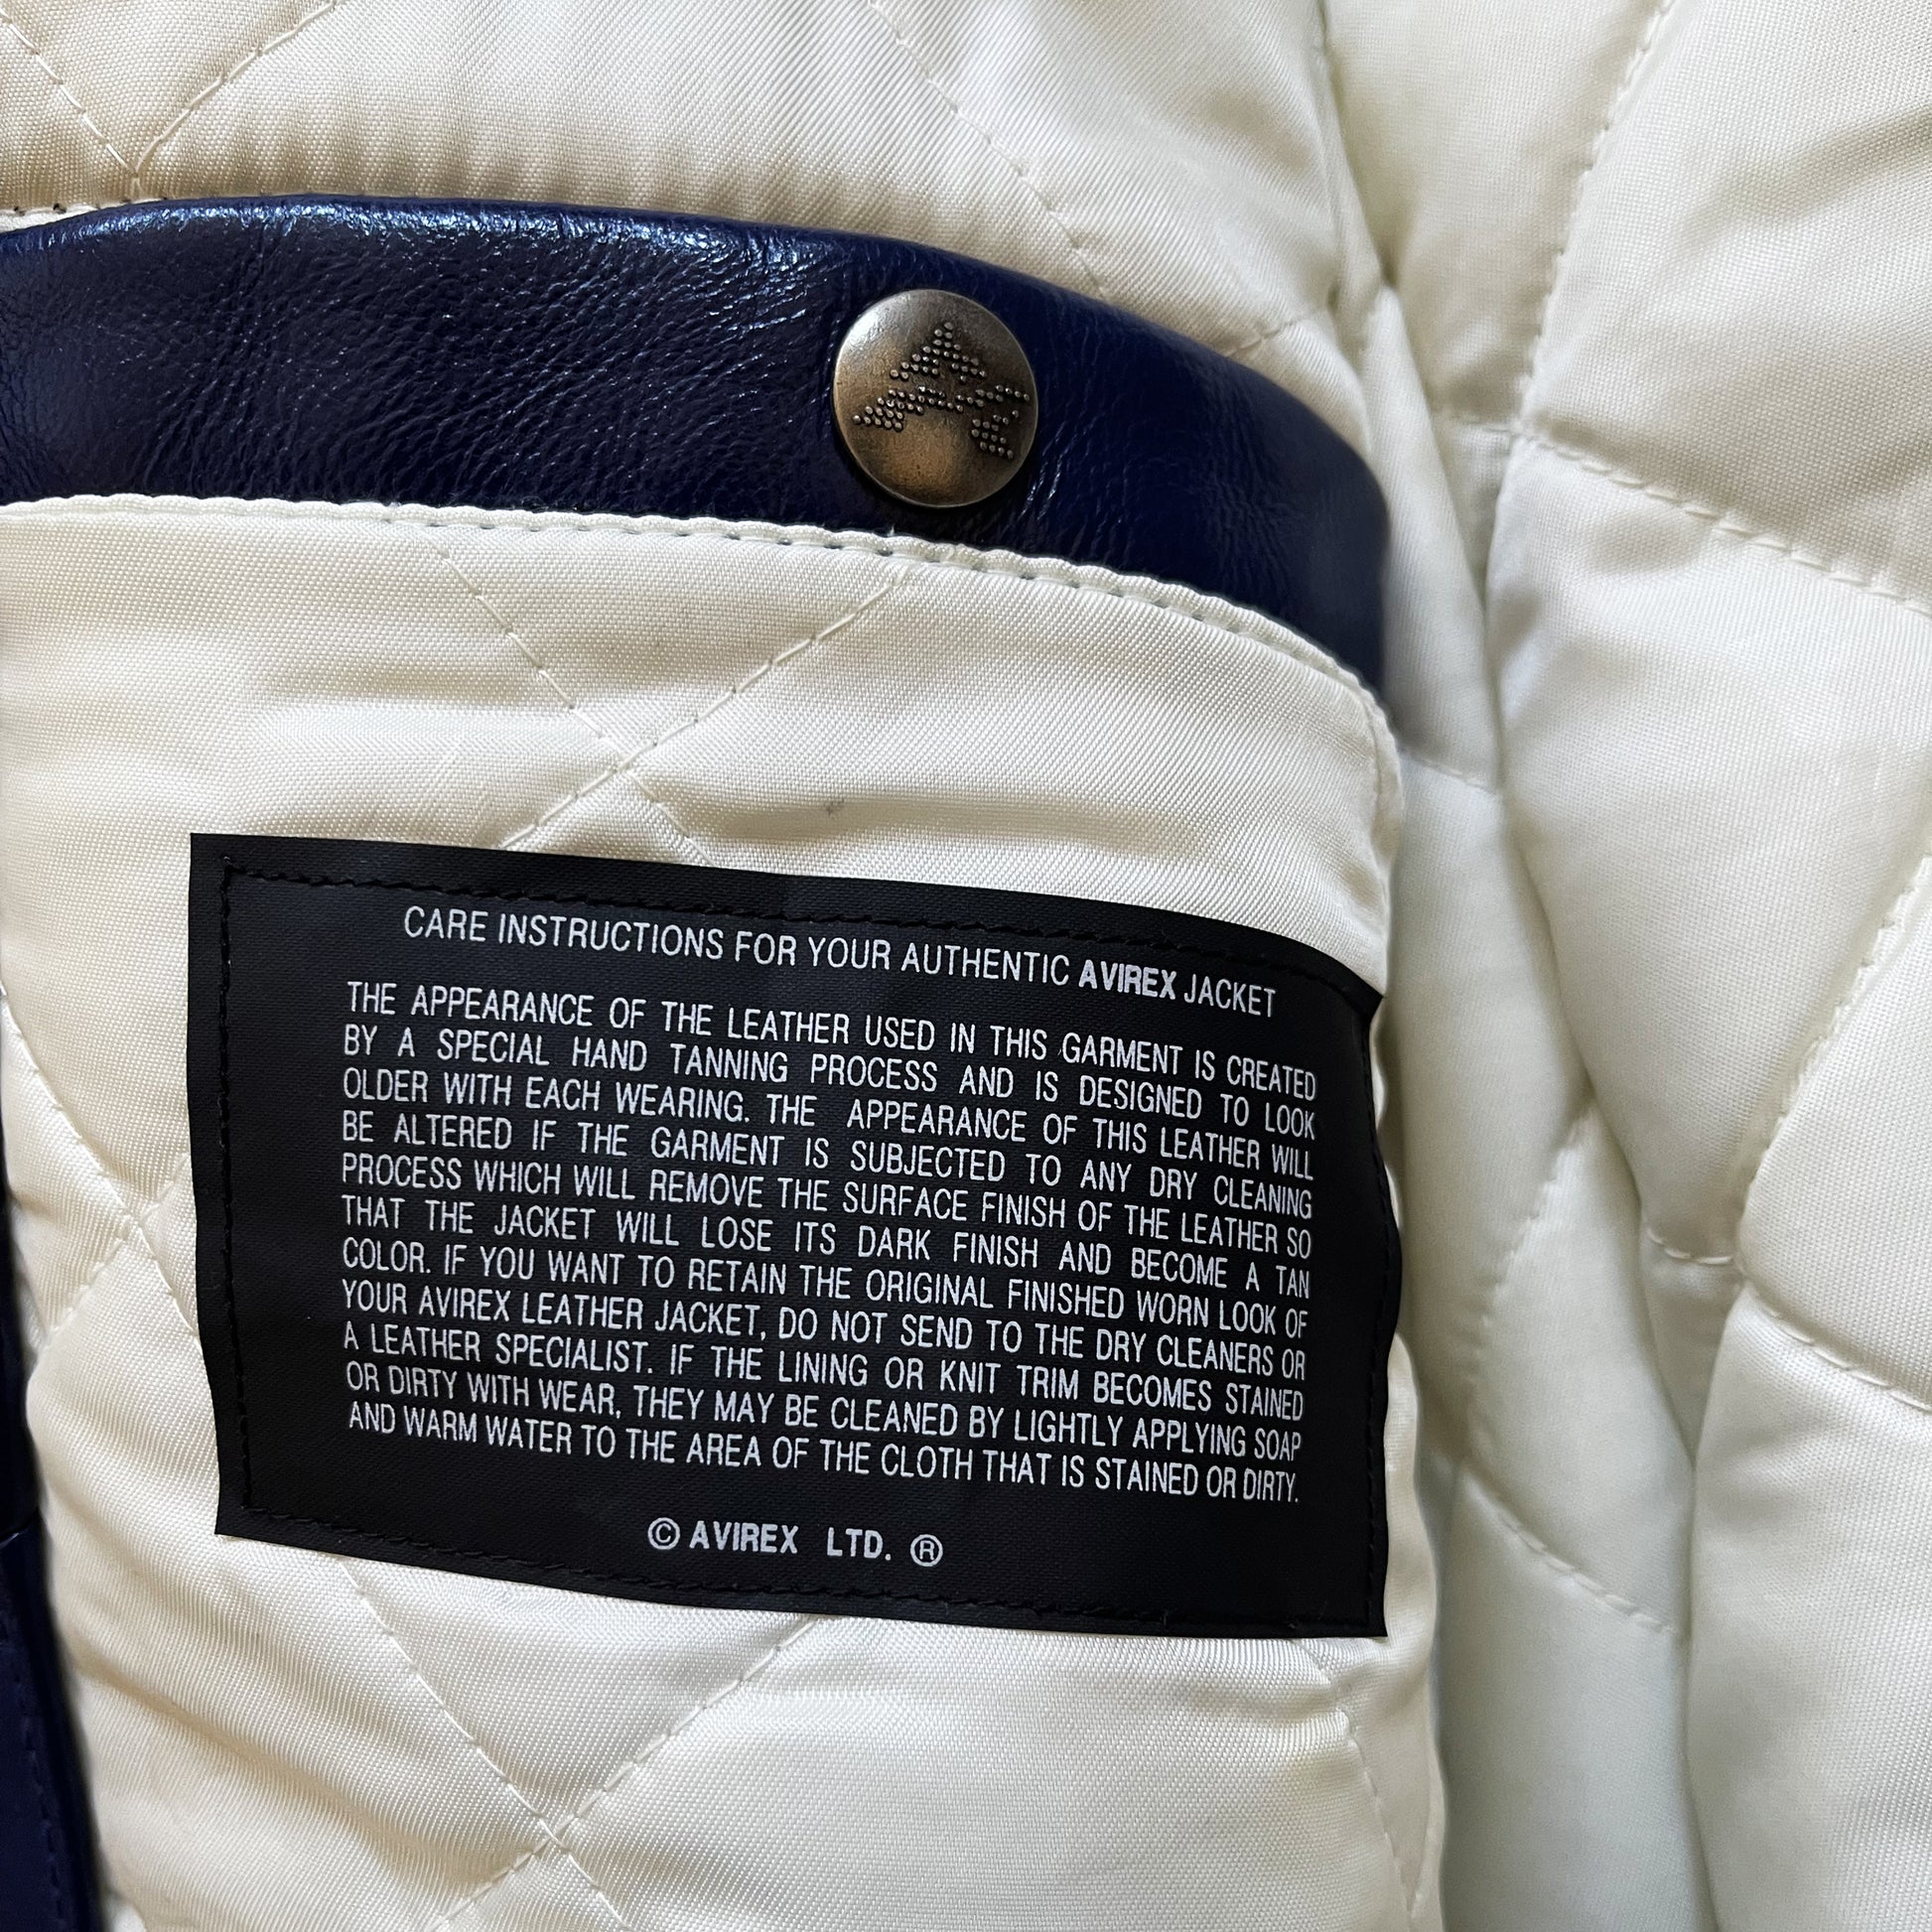 CARE INSTRUCTIONS FOR YOUR AUTHENTIC AVIREX JACKET
THE APPEARANCE OF THE LEATHER USED IN THIS GARMENT IS CREATED
BY A SPECIAL HAND TANNING PROCESS AND IS DESIGNED TO LOOK
OLDER WITH EACH WEARING. THE APPEARANCE OF THIS LEATHER WILL
BE ALTERED IF THE GARMENT IS SUBJECTED TO ANY DRY CLEANING
PROCESS WHICH WILL REMOVE THE SURFACE FINISH OF THE LEATHER SO
THAT THE JACKET WILL LOSE ITS DARK FINISH AND BECOME A TAN
COLOR. IF YOU WANT TO RETAIN THE ORIGINAL FINISHED WORN LOOK OF
YOUR AVIREX LEATHER JACKET, DO NOT SEND TO THE DRY CLEANERS OR
A LEATHER SPECIALIST. IF THE LINING OR KNIT TRIM BECOMES STAINED
OR DIRTY WITH WEAR, THEY MAY BE CLEANED BY LIGHTLY APPLYING SOAP
AND WARM WATER TO THE AREA OF THE CLOTH THAT IS STAINED OR DIRTY.
© AVIREX LTD. ®